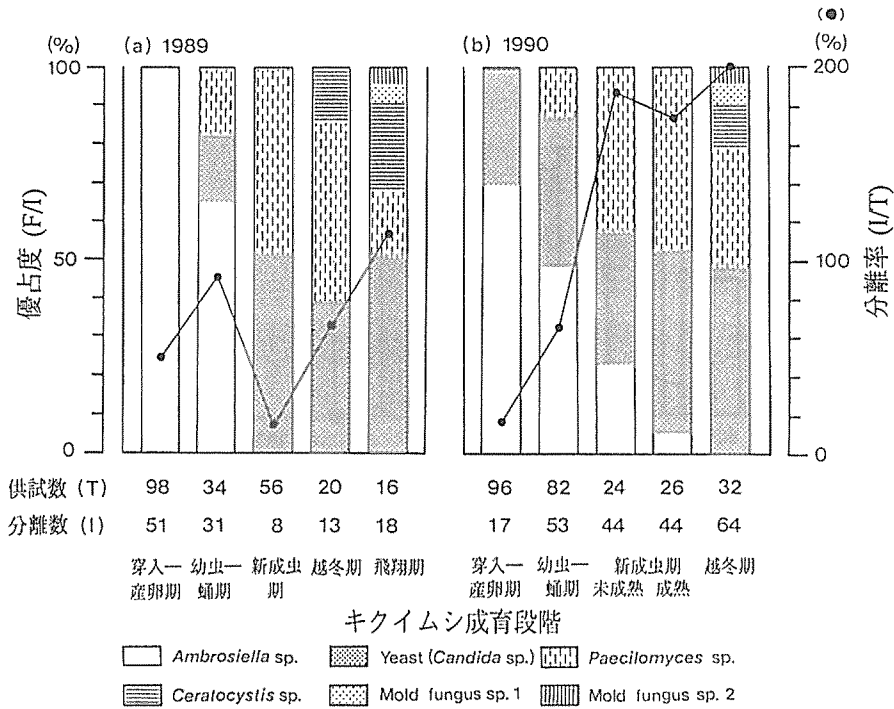 (●)
(%) (a) 1989 (b) 1990 (%)
100 200
50 100
0 0
優占度 (F/I)
分離率 (I/T)
供試数 (T) 98 34 56 20 16 96 82 24 26 32
分離数 (I) 51 31 8 13 18 17 53 44 44 64
穿入ー 幼虫ー 新成虫 越冬期 飛翔期 穿入ー 幼虫ー 新成虫期 越冬期
産卵期 蛹期 期 産卵期 蛹期 未成熟 成熟
キクイムシ成育段階
Ambrosiella sp. Yeast (Candida sp.) Paecilomyces sp.
Ceratocystis sp. Mold fungus sp. 1 Mold fungus sp. 2